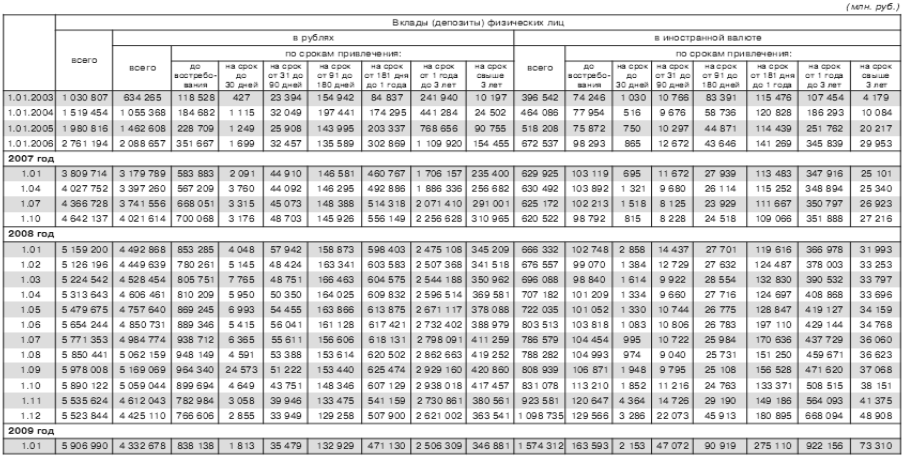 (млн. руб.)
Вклады (депозиты) физических лиц
всего в рублях в иностранной валюте
всего по срокам привлечения: всего по срокам привлечения:
до востребо-вания на срок до 30 дней на срок от 31 до 90 дней на срок от 91 до 180 дней на срок от 181 дня до 1 года на срок от 1 года до 3 лет на срок свыше 3 лет до востребо-вания на срок до 30 дней на срок от 31 до 90 дней на срок от 91 до 180 дней на срок от 181 дня до 1 года на срок от 1 года до 3 лет на срок свыше 3 лет
1.01.2003 1 030 807 634 265 118 528 427 23 394 154 942 84 837 241 940 10 197 396 542 74 246 1 030 10 766 83 391 115 476 107 454 4 179
1.01.2004 1 519 454 1 055 368 184 682 1 115 32 049 197 441 174 295 441 284 24 502 464 086 77 954 516 9 676 58 736 120 828 186 293 10 084
1.01.2005 1 980 816 1 462 608 228 709 1 249 25 908 143 995 203 337 768 656 90 755 518 208 75 872 750 10 297 44 871 114 439 251 762 20 217
1.01.2006 2 761 194 2 088 657 351 667 1 699 32 457 135 589 302 869 1 109 920 154 455 672 537 98 293 865 12 672 43 646 141 269 345 839 29 953
2007 год
1.01 3 809 714 3 179 789 583 883 2 091 44 910 146 581 460 767 1 706 157 235 400 629 925 103 119 695 11 672 27 939 113 483 347 916 25 101
1.04 4 027 752 3 397 260 567 209 3 760 44 092 146 295 492 886 1 886 336 256 682 630 492 103 892 1 321 9 680 26 114 115 252 348 894 25 340
1.07 4 366 728 3 741 556 668 051 3 315 45 073 148 388 514 318 2 071 410 291 001 625 172 102 213 1 518 8 125 23 929 111 667 350 797 26 923
1.10 4 642 137 4 021 614 700 068 3 176 48 703 145 926 556 149 2 256 628 310 965 620 522 98 792 815 8 228 24 518 109 066 351 888 27 216
2008 год
1.01 5 159 200 4 492 868 853 285 4 048 57 942 158 873 598 403 2 475 108 345 209 666 332 102 748 2 858 14 437 27 701 119 616 366 978 31 993
1.02 5 126 196 4 449 639 780 261 5 145 48 424 163 341 603 583 2 507 368 341 518 676 557 99 070 1 384 12 729 27 632 124 487 378 003 33 253
1.03 5 224 542 4 528 454 805 751 7 765 48 751 166 463 604 575 2 544 188 350 962 696 088 98 840 1 614 9 922 28 554 132 830 390 532 33 797
1.04 5 313 643 4 606 461 810 209 5 950 50 350 164 025 609 832 2 596 514 369 581 707 182 101 209 1 334 9 660 27 716 124 697 408 868 33 696
1.05 5 479 675 4 757 640 869 245 6 993 54 455 163 866 613 875 2 671 117 378 088 722 035 101 052 1 330 10 744 26 775 128 847 419 127 34 159
1.06 5 654 244 4 850 731 889 346 5 415 56 041 161 128 617 421 2 732 402 388 979 803 513 103 818 1 083 10 806 26 783 197 110 429 144 34 768
1.07 5 771 353 4 984 774 938 712 6 365 55 611 156 606 618 131 2 798 091 411 259 786 579 104 454 995 10 722 25 984 170 636 437 729 36 060
1.08 5 850 441 5 062 159 948 149 4 591 53 388 153 614 620 502 2 862 663 419 252 788 282 104 993 974 9 040 25 731 151 250 459 671 36 623
1.09 5 978 008 5 169 069 964 340 24 573 51 222 153 440 625 474 2 929 160 420 860 808 939 106 871 1 948 9 795 25 108 156 528 471 620 37 068
1.10 5 890 122 5 059 044 899 694 4 649 43 751 148 346 607 129 2 938 018 417 457 831 078 113 210 1 852 11 216 24 763 133 371 508 515 38 151
1.11 5 535 624 4 612 043 782 984 3 058 39 946 133 475 541 159 2 730 861 380 561 923 581 120 647 4 364 14 726 29 190 149 186 564 093 41 375
1.12 5 523 844 4 425 110 766 606 2 855 33 949 129 258 507 900 2 621 002 363 541 1 098 735 129 566 3 286 22 073 45 913 180 895 668 094 48 908
2009 год
1.01 5 906 990 4 332 678 838 138 1 813 35 479 132 929 471 130 2 506 309 346 881 1 574 312 163 593 2 153 47 072 90 919 275 110 922 156 73 310